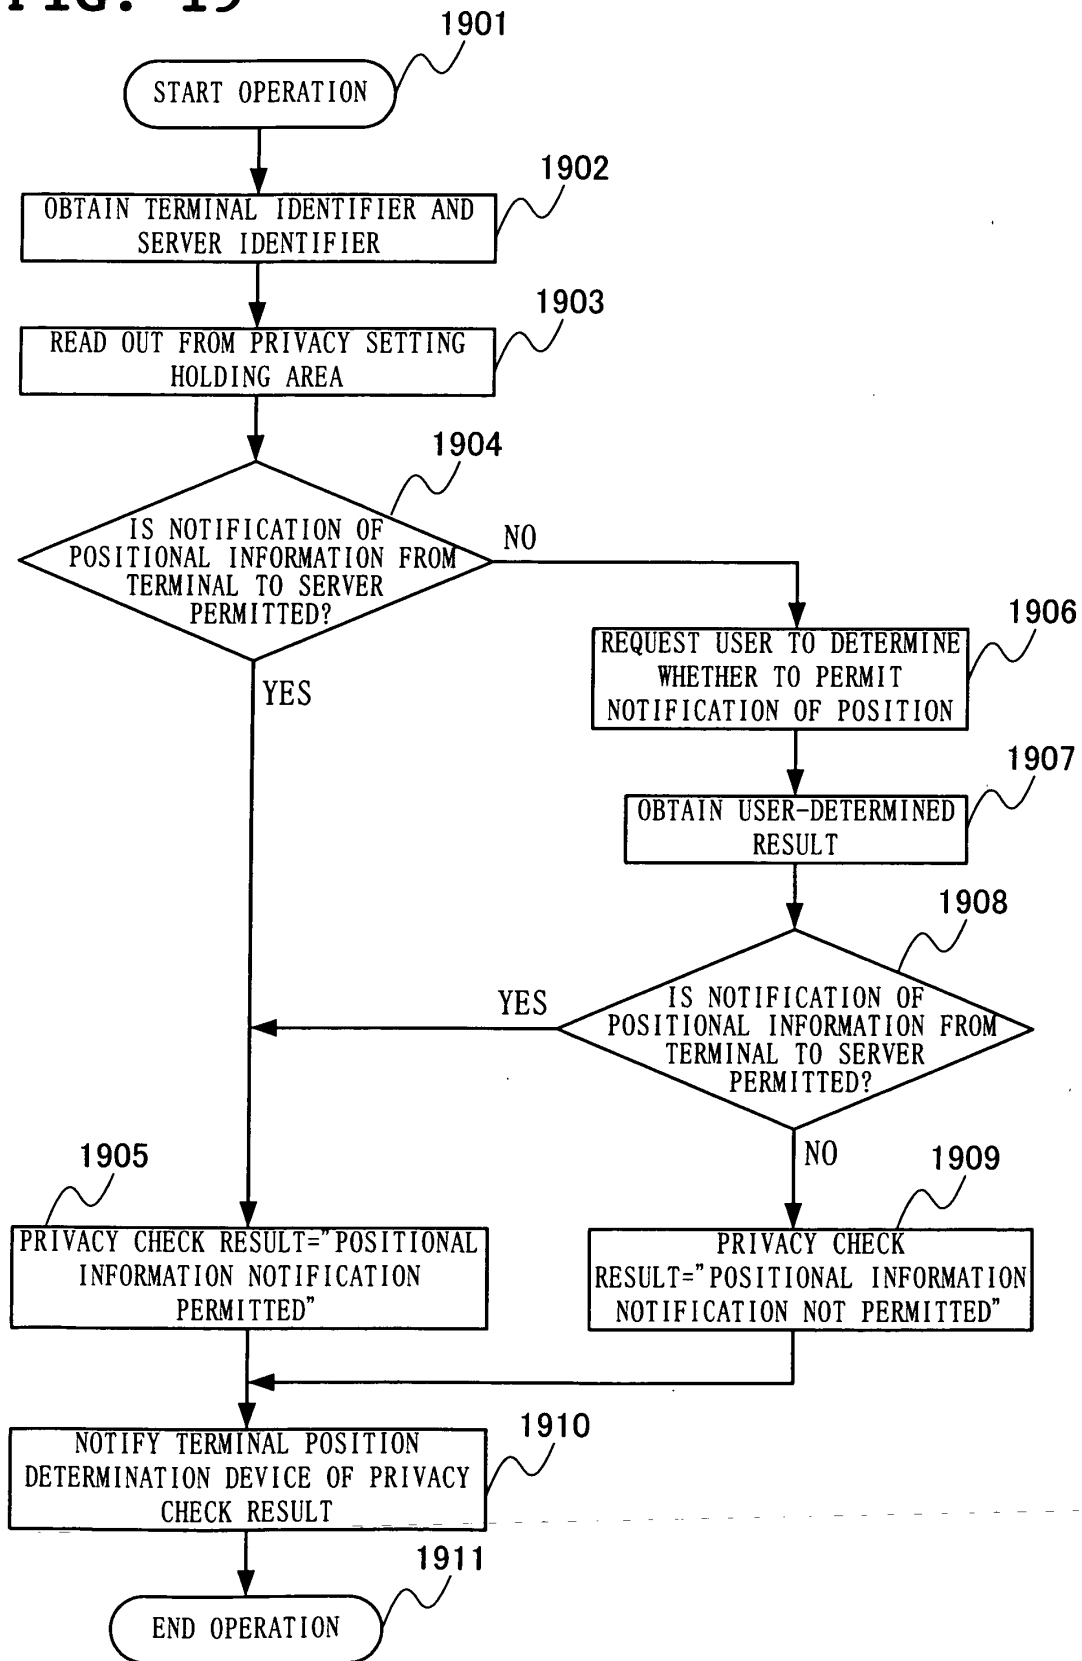 FIG. 19
1901
START OPERATION
1902
OBTAIN TERMINAL IDENTIFIER AND
SERVER IDENTIFIER
1903
READ OUT FROM PRIVACY SETTING
HOLDING AREA
1904
IS NOTIFICATION OF
POSITIONAL INFORMATION FROM
TERMINAL TO SERVER
PERMITTED?
NO
YES
1906
REQUEST USER TO DETERMINE
WHETHER TO PERMIT
NOTIFICATION OF POSITION
1907
OBTAIN USER-DETERMINED
RESULT
1908
IS NOTIFICATION OF
POSITIONAL INFORMATION FROM
TERMINAL TO SERVER
PERMITTED?
YES
NO
1905
PRIVACY CHECK RESULT="POSITIONAL
INFORMATION NOTIFICATION
PERMITTED"
1909
PRIVACY CHECK
RESULT="POSITIONAL INFORMATION
NOTIFICATION NOT PERMITTED"
1910
NOTIFY TERMINAL POSITION
DETERMINATION DEVICE OF PRIVACY
CHECK RESULT
1911
END OPERATION